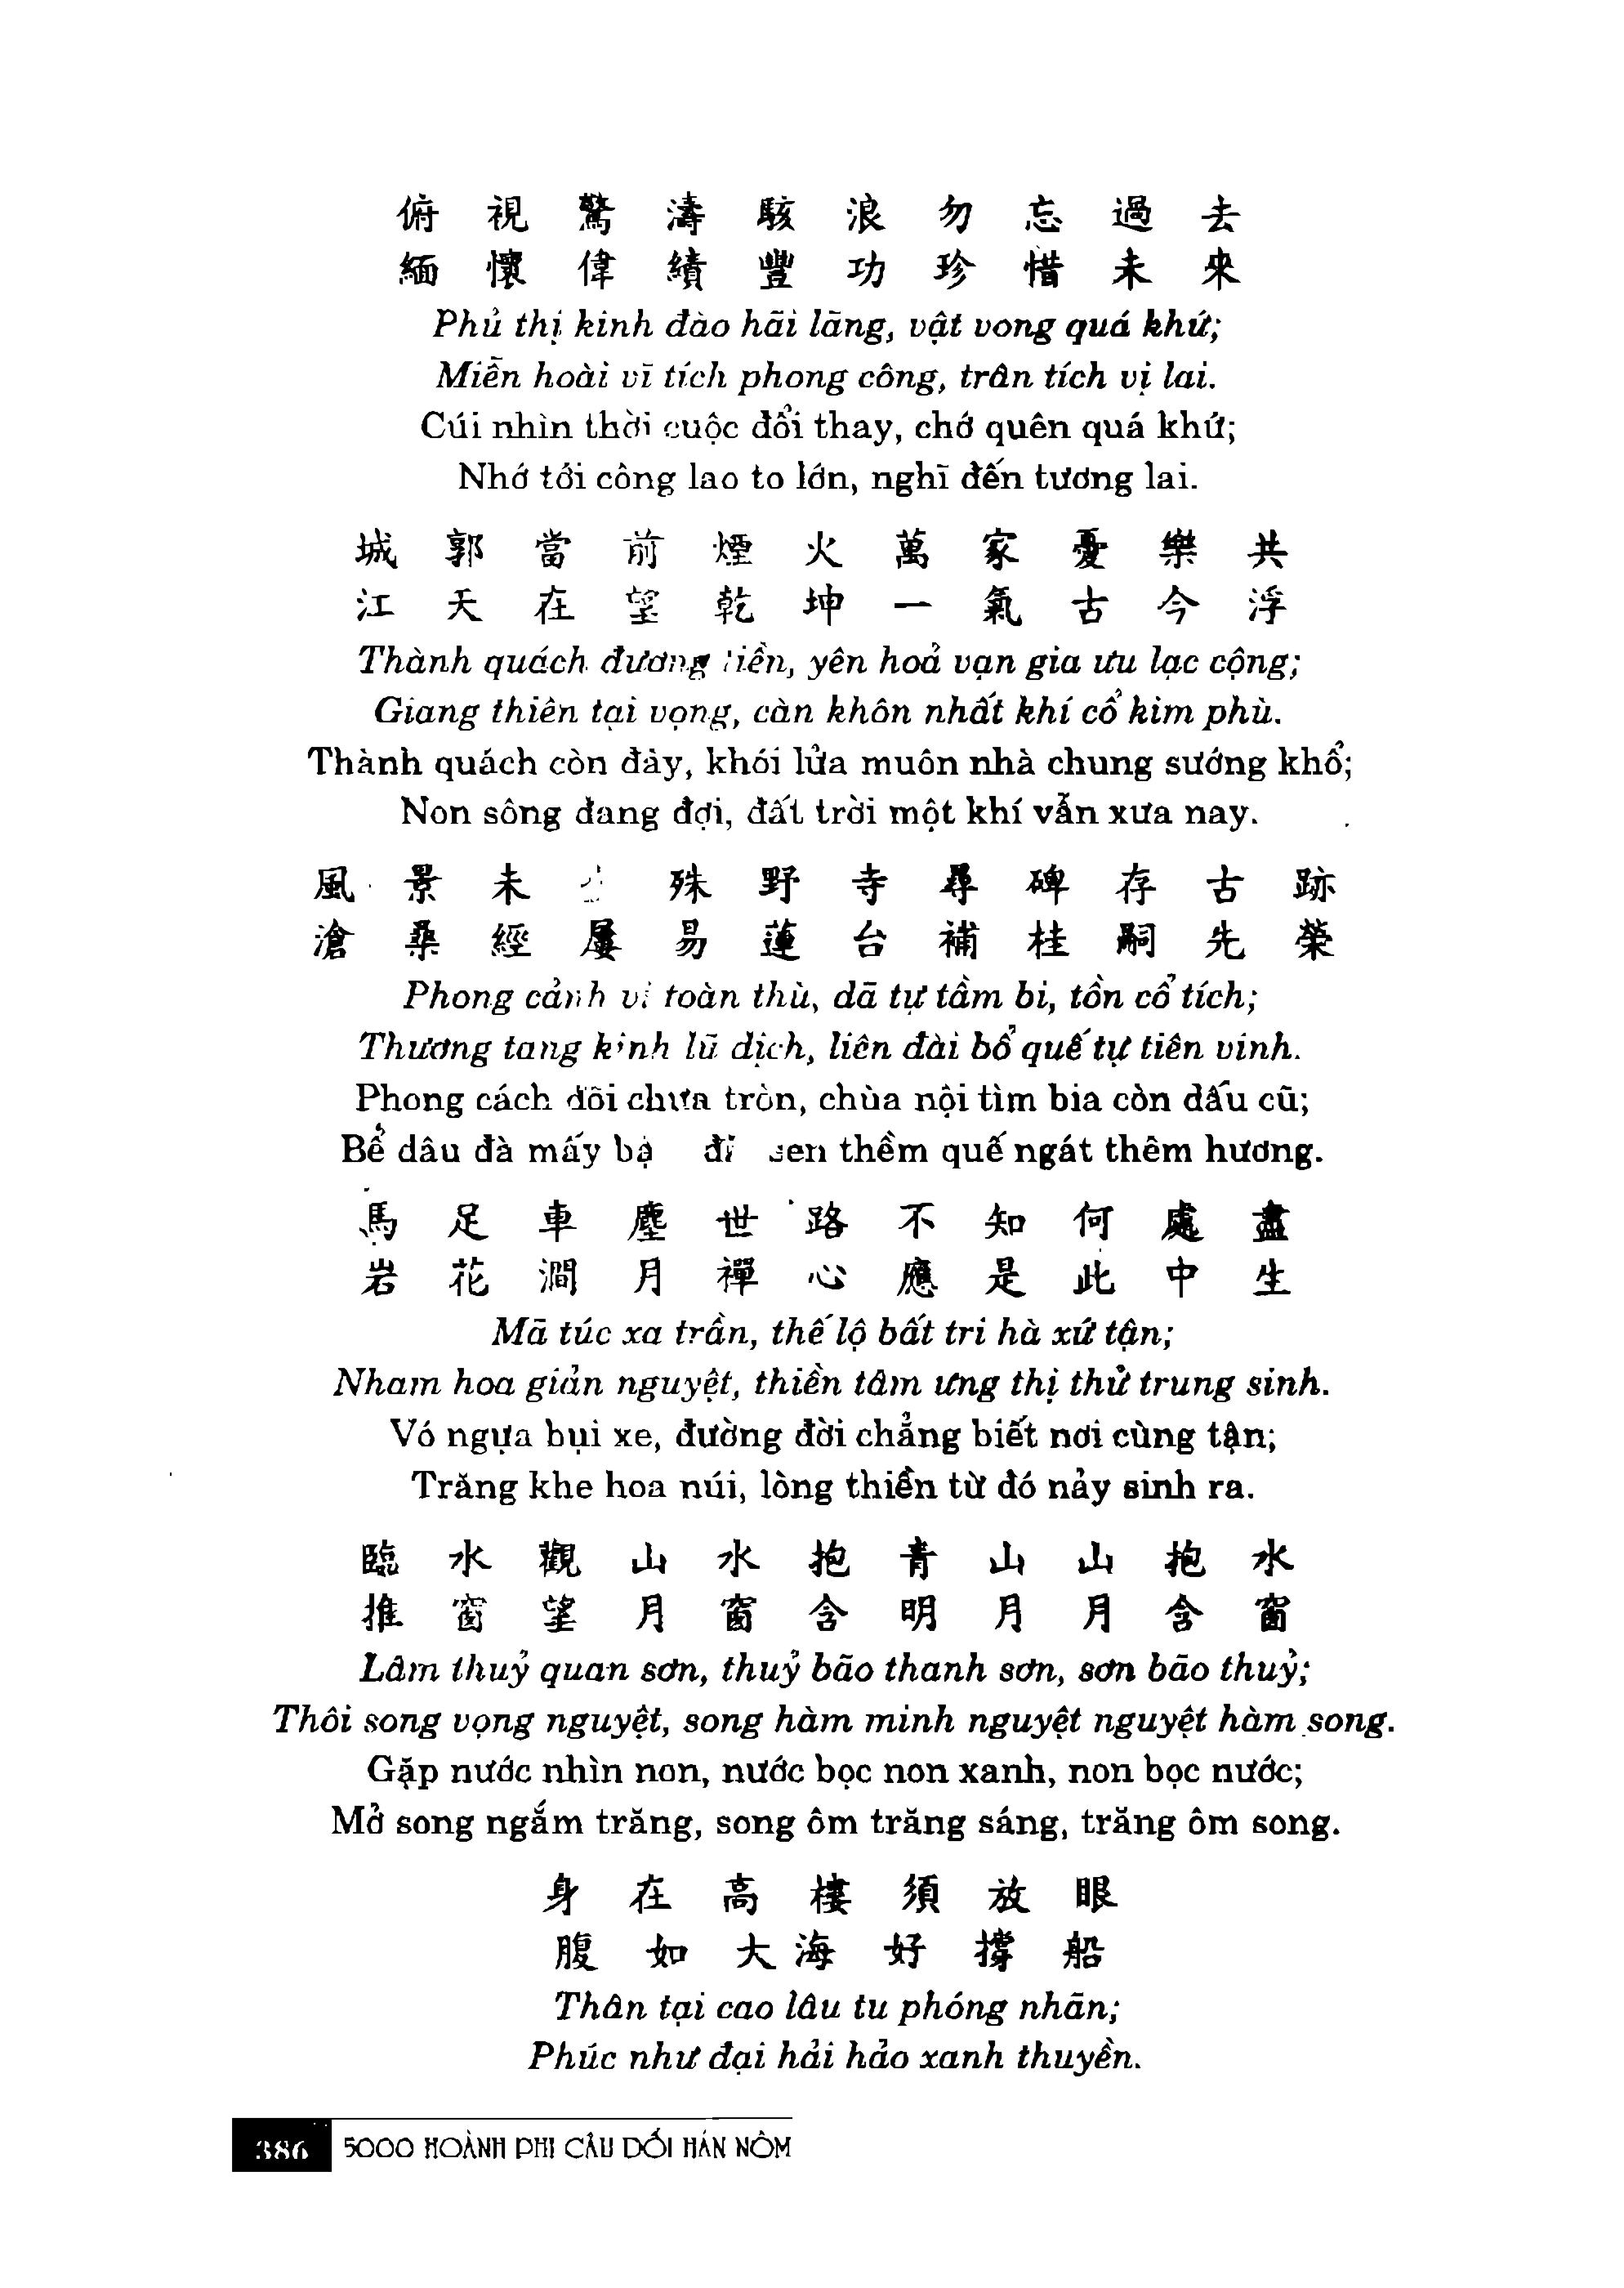 俯視驚濤駭浪勿忘過去
緬懷偉績豐功珍惜未來
Phủ thị kinh đào hãi lãng, vật vong quá khứ;
Miễn hoài vĩ tích phong công, trân tích vị lai.
Cúi nhìn thời cuộc đổi thay, chớ quên quá khứ;
Nhớ tới công lao to lớn, nghĩ đến tương lai.
城郭當前煙火萬家憂樂共
江天在望乾坤一氣古今浮
Thành quách đương tiền, yên hoả vạn gia ưu lạc cộng;
Giang thiên tại vọng, càn khôn nhất khí cổ kim phù.
Thành quách còn đây, khói lửa muôn nhà chung sướng khổ;
Non sông đang đợi, đất trời một khí vẫn xưa nay.
風景未殊野寺尋碑存古跡
滄桑經屢易蓮台補桂嗣先榮
Phong cảnh vị toàn thù, dã tự tầm bi, tồn cổ tích;
Thương tang kinh lũ dịch, liên đài bổ quế tự tiên vinh.
Phong cách đổi chưa tròn, chùa nội tìm bia còn dấu cũ;
Bể dâu đà mấy sen thềm quế ngát thêm hương.
馬足車塵世路不知何處盡
岩花澗月禪心應是此中生
Mã túc xa trần, thế lộ bất tri hà xứ tận;
Nham hoa giản nguyệt, thiền tâm ưng thị thử trung sinh.
Vó ngựa bụi xe, đường đời chẳng biết nơi cùng tận;
Trăng khe hoa núi, lòng thiền từ đó nảy sinh ra.
臨水觀山水抱青山山抱水
推窗望月窗含明月月含窗
Lâm thuỷ quan sơn, thuỷ bão thanh sơn, sơn bão thuỷ;
Thôi song vọng nguyệt, song hàm minh nguyệt nguyệt hàm song.
Gặp nước nhìn non, nước bọc non xanh, non bọc nước;
Mở song ngắm trăng, song ôm trăng sáng, trăng ôm song.
身在高樓須放眼
腹如大海好撐船
Thân tại cao lâu tu phóng nhãn;
Phúc như đại hải hảo xanh thuyền.
386 5000 HOÀNH PHI CÂU ĐỐI HÁN NÔM